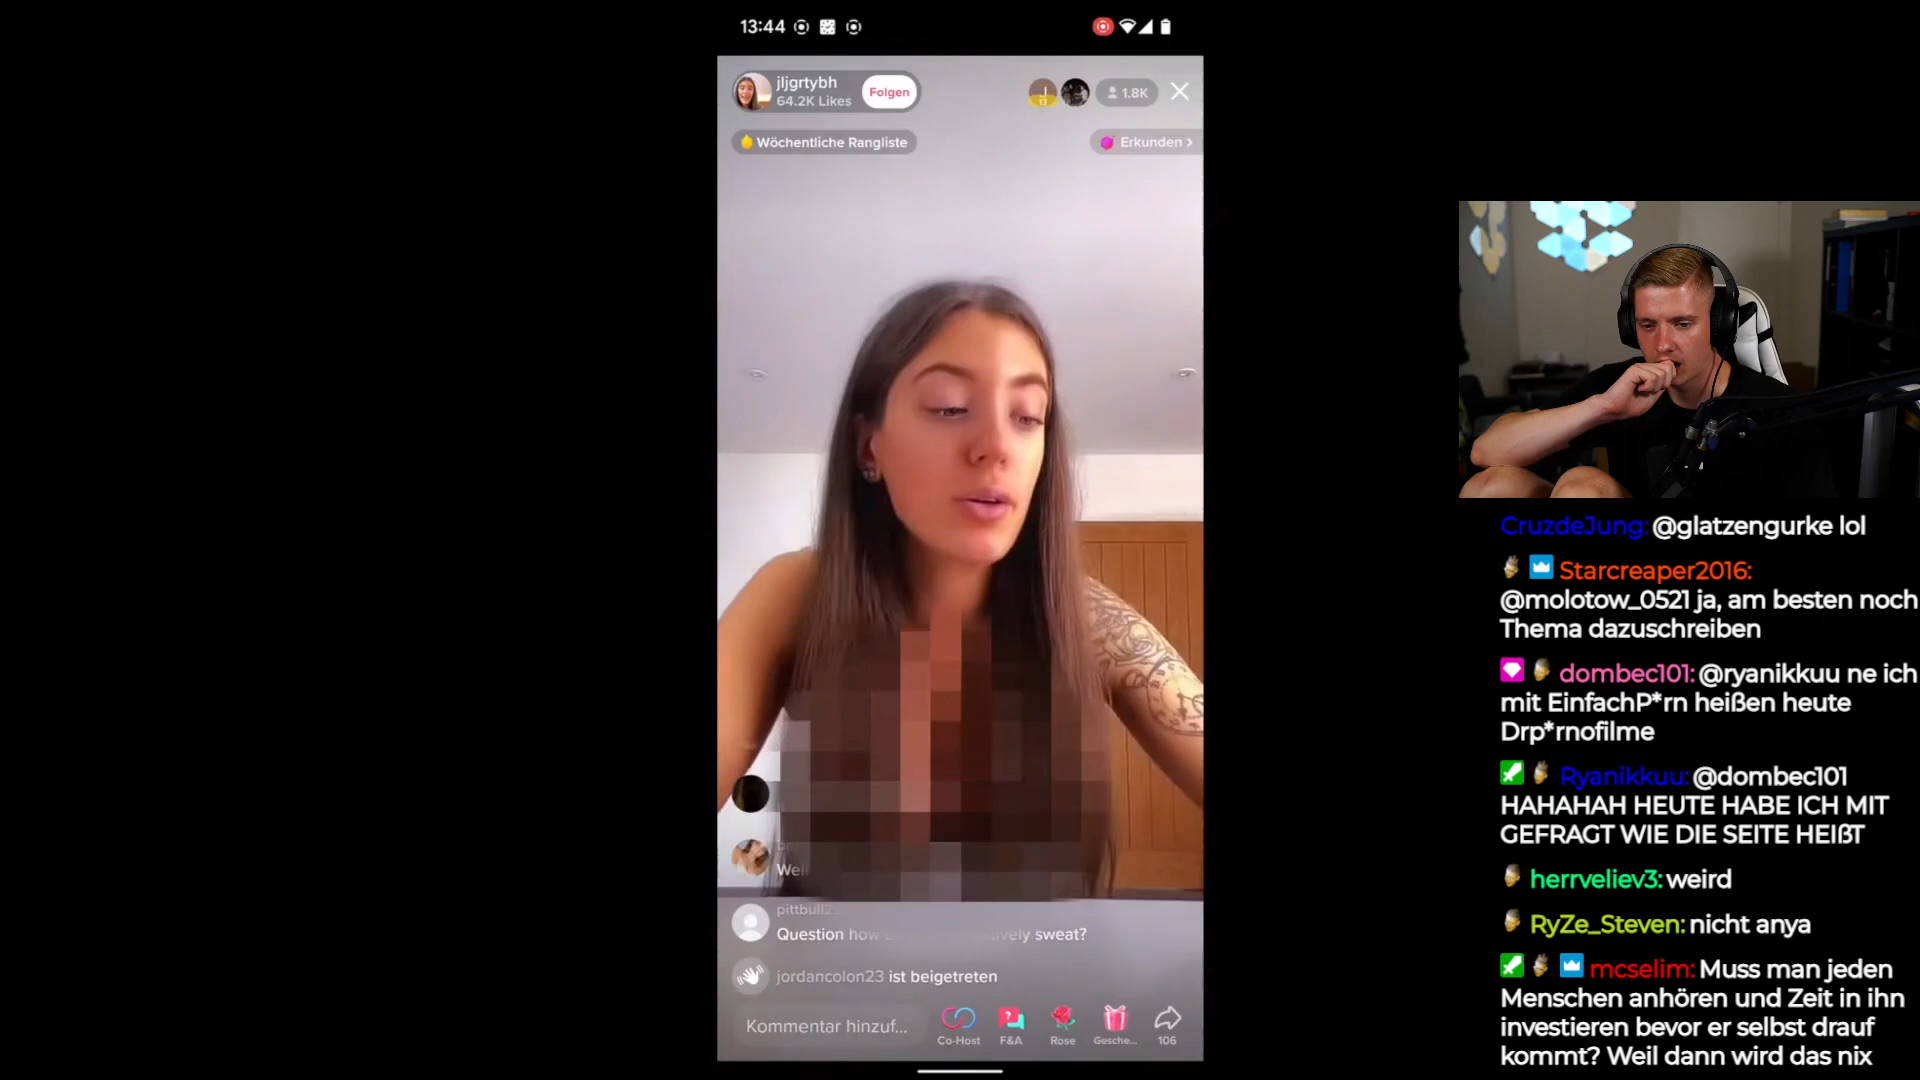 13:44
jljgrtybh
64.2K Likes
Folgen
J
13
1.8K
Wöchentliche Rangliste
Erkunden >
pittbull2
Question how sweat?
jordancolon23 ist beigetreten
Kommentar hinzuf...
Co-Host
F&A
Rose
Gesche...
106
CruzdeJung: @glatzengurke lol
Starcreaper2016:
@molotow_0521 ja, am besten noch
Thema dazuschreiben
dombec101: @ryanikkuu ne ich
mit EinfachP*rn heißen heute
Drp*rnofilme
Ryanikkuu: @dombec101
HAHAHAH HEUTE HABE ICH MIT
GEFRAGT WIE DIE SEITE HEIßT
herrveliev3: weird
RyZe_Steven: nicht anya
mcselim: Muss man jeden
Menschen anhören und Zeit in ihn
investieren bevor er selbst drauf
kommt? Weil dann wird das nix